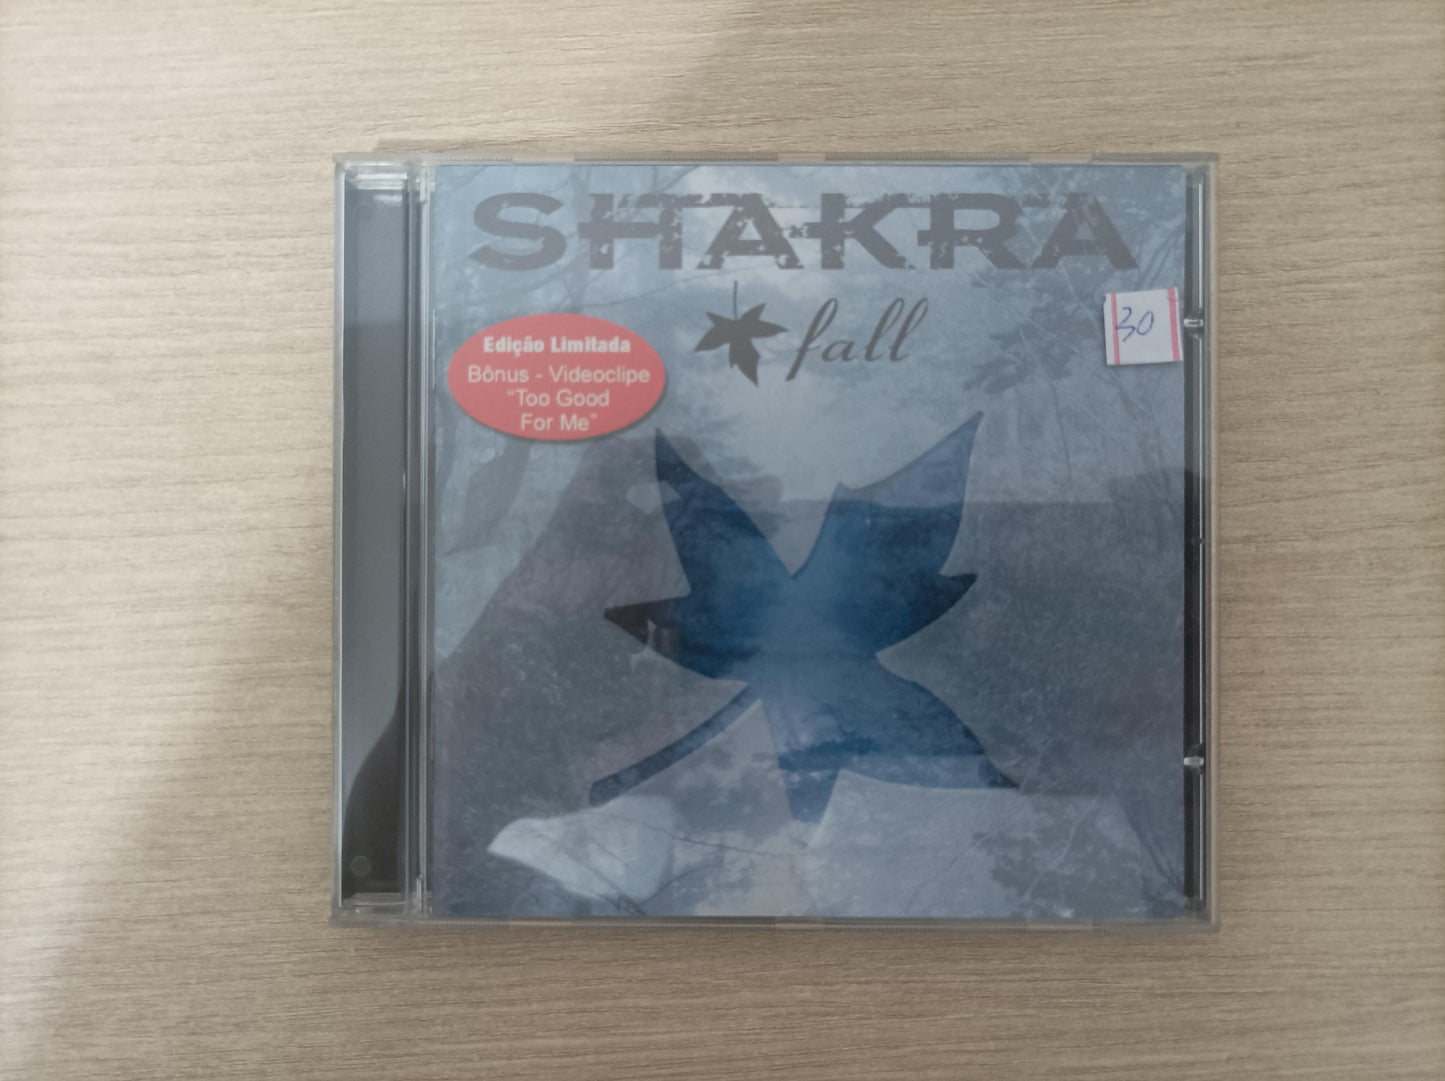 SHAKRA
fall
30
Edição Limitada
Bônus - Videoclipe
"Too Good
For Me"